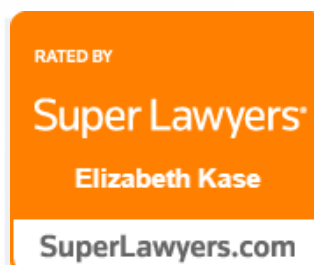 RATED BY
Super Lawyers®
Elizabeth Kase
SuperLawyers.com